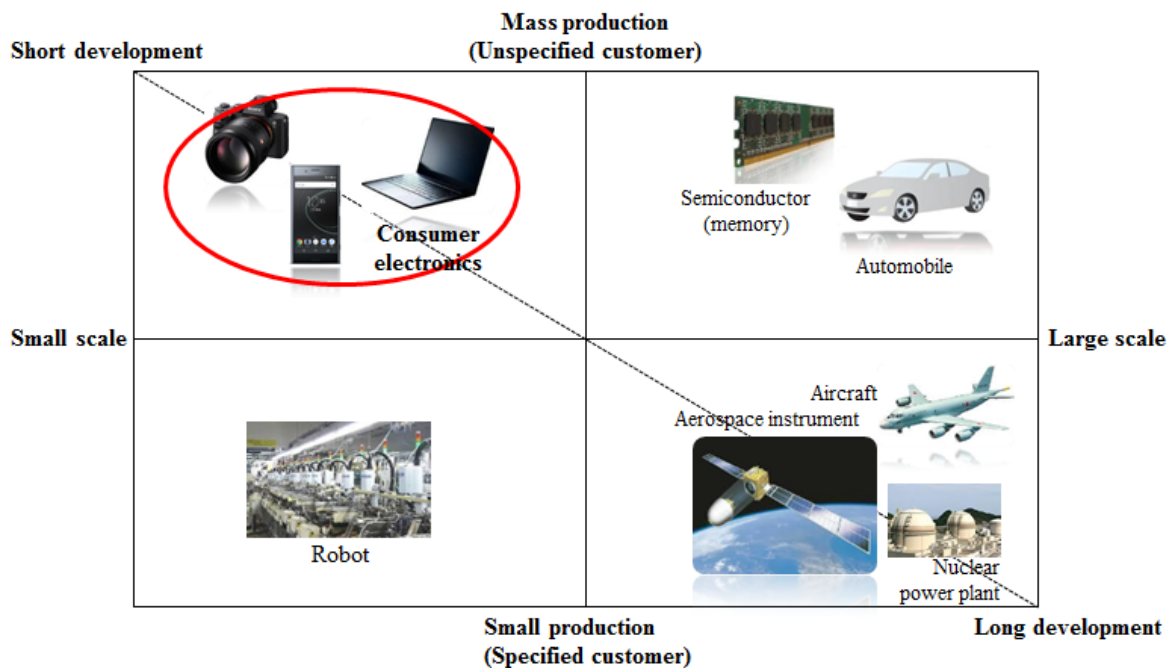 Mass production
(Unspecified customer)
Short development
Semiconductor
(memory)
Consumer
electronics
Automobile
Small scale
Large scale
Aircraft
Aerospace instrument
Robot
Nuclear
power plant
Small production
(Specified customer)
Long development